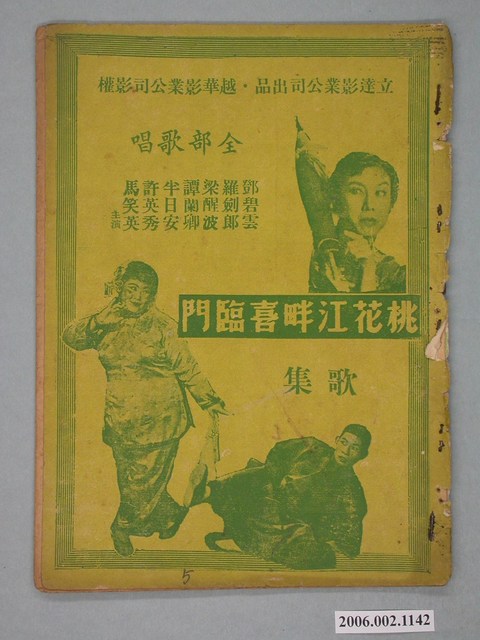 立達影業公司出品・越華影業公司影權
全部歌唱
鄧碧雲
羅劍郎
梁醒波
譚蘭卿
半日安
許英秀
馬笑英
主演
桃花江畔喜臨門
歌集
5
2006.002.1142